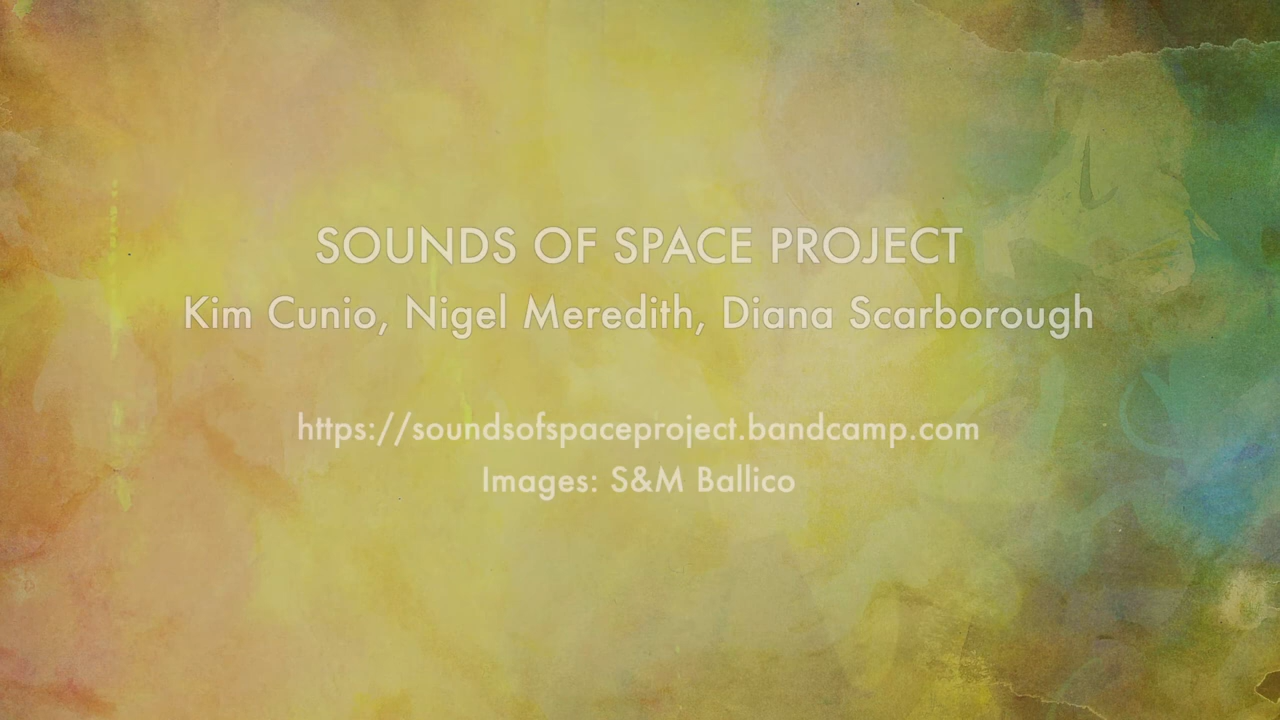 SOUNDS OF SPACE PROJECT
Kim Cunio, Nigel Meredith, Diana Scarborough
https://soundsofspaceproject.bandcamp.com
Images: S&M Ballico